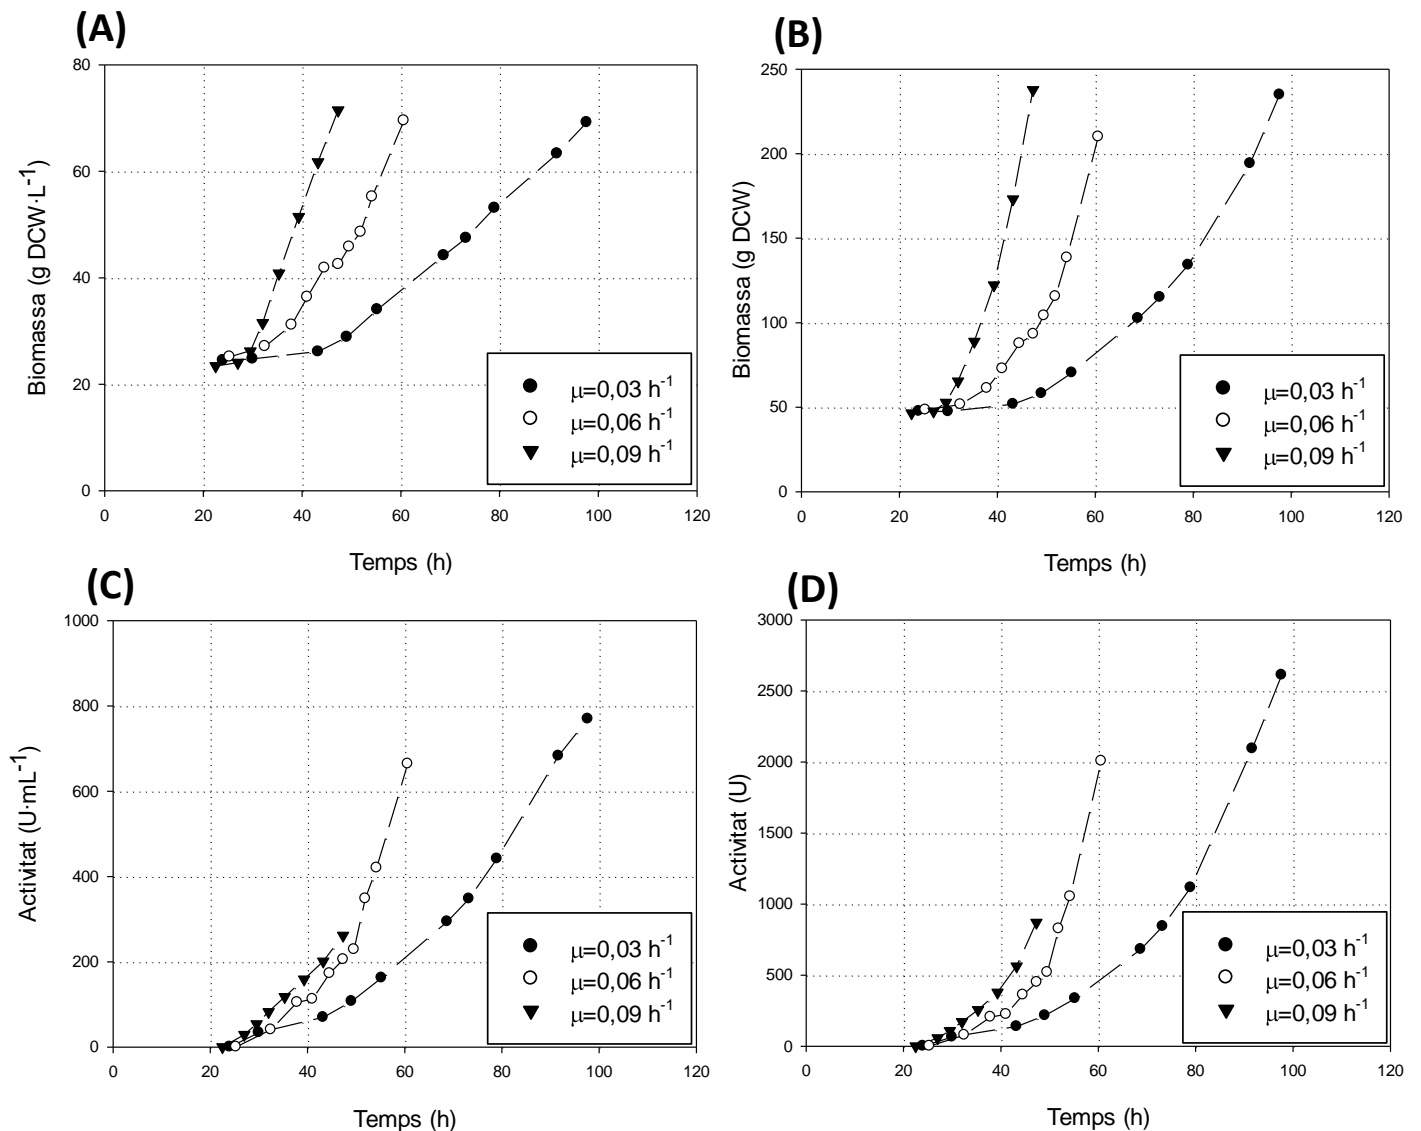 (A)
80
60
40
20
0
Biomassa (g DCW·L⁻¹)
0 20 40 60 80 100 120
Temps (h)
μ=0,03 h⁻¹
μ=0,06 h⁻¹
μ=0,09 h⁻¹
(B)
250
200
150
100
50
0
Biomassa (g DCW)
0 20 40 60 80 100 120
Temps (h)
μ=0,03 h⁻¹
μ=0,06 h⁻¹
μ=0,09 h⁻¹
(C)
1000
800
600
400
200
0
Activitat (U·mL⁻¹)
0 20 40 60 80 100 120
Temps (h)
μ=0,03 h⁻¹
μ=0,06 h⁻¹
μ=0,09 h⁻¹
(D)
3000
2500
2000
1500
1000
500
0
Activitat (U)
0 20 40 60 80 100 120
Temps (h)
μ=0,03 h⁻¹
μ=0,06 h⁻¹
μ=0,09 h⁻¹